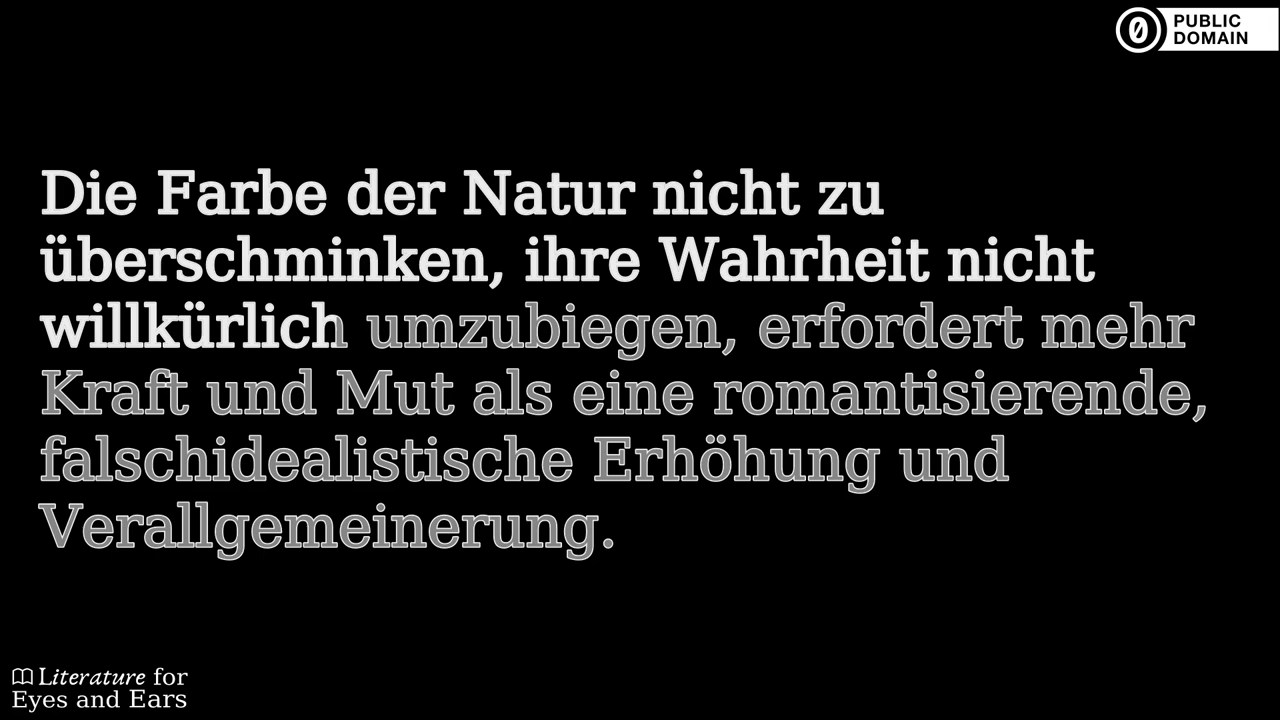 PUBLIC
DOMAIN
Die Farbe der Natur nicht zu
überschminken, ihre Wahrheit nicht
willkürlich umzubiegen, erfordert mehr
Kraft und Mut als eine romantisierende,
falschidealistische Erhöhung und
Verallgemeinerung.
Literature for
Eyes and Ears